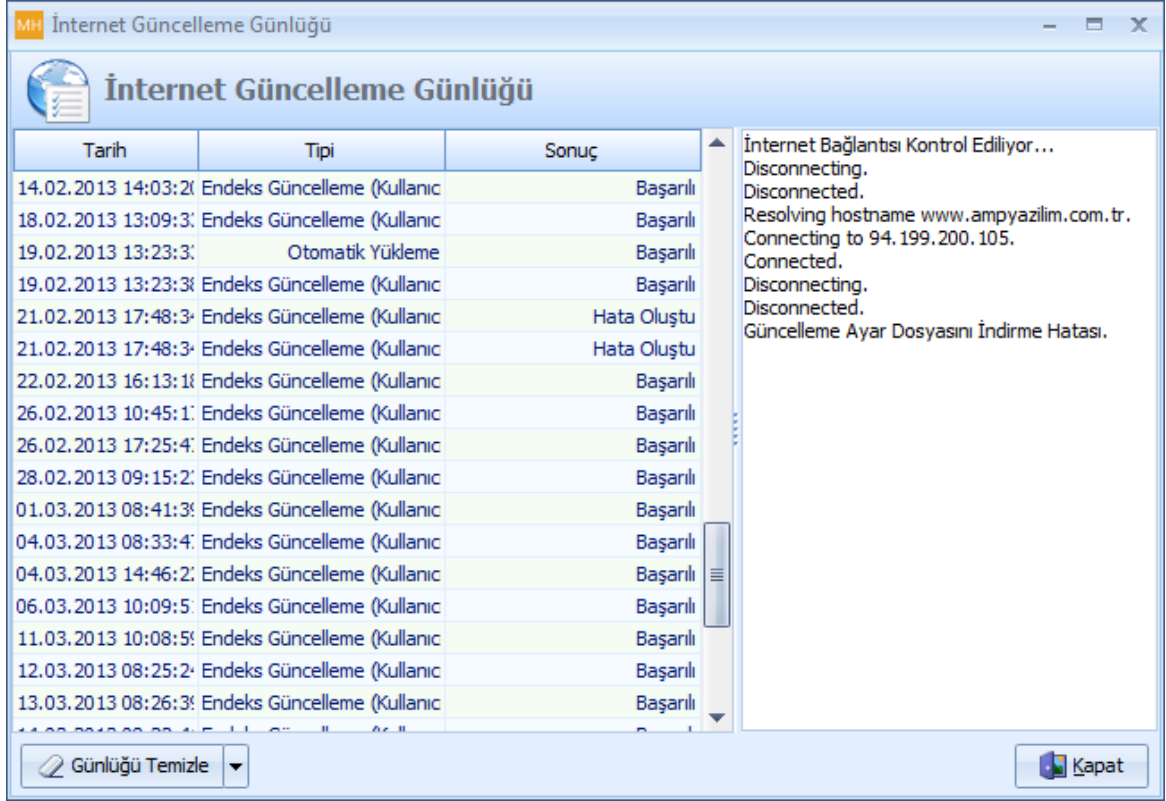 MH İnternet Güncelleme Günlüğü
İnternet Güncelleme Günlüğü
Tarih Tipi Sonuç
14.02.2013 14:03:20 Endeks Güncelleme (Kullanıc Başarılı
18.02.2013 13:09:3 Endeks Güncelleme (Kullanıc Başarılı
19.02.2013 13:23:3 Otomatik Yükleme Başarılı
19.02.2013 13:23:38 Endeks Güncelleme (Kullanıc Başarılı
21.02.2013 17:48:34 Endeks Güncelleme (Kullanıc Hata Oluştu
21.02.2013 17:48:34 Endeks Güncelleme (Kullanıc Hata Oluştu
22.02.2013 16:13:18 Endeks Güncelleme (Kullanıc Başarılı
26.02.2013 10:45:1 Endeks Güncelleme (Kullanıc Başarılı
26.02.2013 17:25:4 Endeks Güncelleme (Kullanıc Başarılı
28.02.2013 09:15:2 Endeks Güncelleme (Kullanıc Başarılı
01.03.2013 08:41:39 Endeks Güncelleme (Kullanıc Başarılı
04.03.2013 08:33:4 Endeks Güncelleme (Kullanıc Başarılı
04.03.2013 14:46:2 Endeks Güncelleme (Kullanıc Başarılı
06.03.2013 10:09:5 Endeks Güncelleme (Kullanıc Başarılı
11.03.2013 10:08:59 Endeks Güncelleme (Kullanıc Başarılı
12.03.2013 08:25:24 Endeks Güncelleme (Kullanıc Başarılı
13.03.2013 08:26:39 Endeks Güncelleme (Kullanıc Başarılı
İnternet Bağlantısı Kontrol Ediliyor...
Disconnecting.
Disconnected.
Resolving hostname www.ampyazilim.com.tr.
Connecting to 94.199.200.105.
Connected.
Disconnecting.
Disconnected.
Güncelleme Ayar Dosyasını İndirme Hatası.
Günlüğü Temizle
Kapat